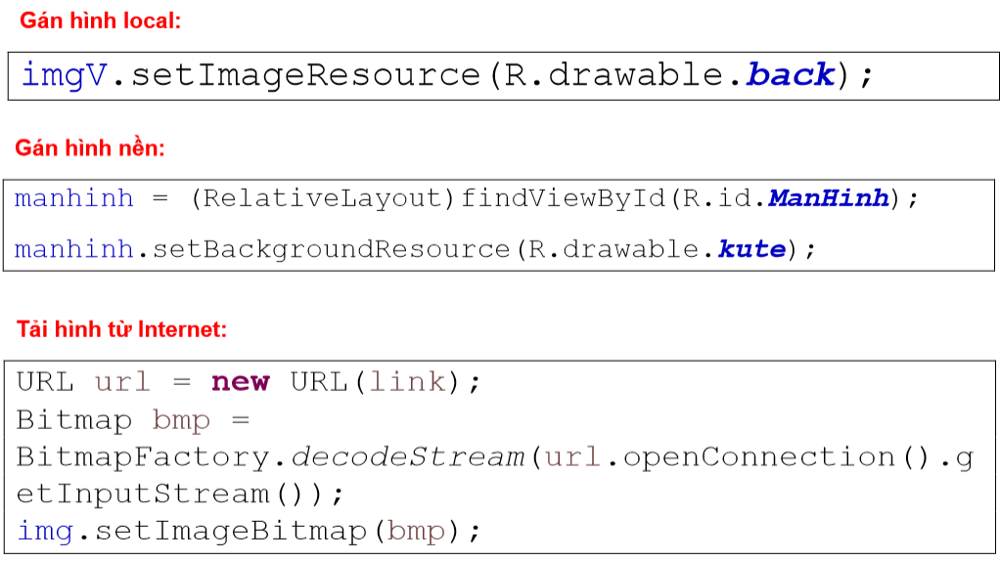 Gán hình local:
imgV.setImageResource(R.drawable.back);
Gán hình nền:
manhinh = (RelativeLayout)findViewById(R.id.ManHinh);
manhinh.setBackgroundResource(R.drawable.kute);
Tải hình từ Internet:
URL url = new URL(link);
Bitmap bmp =
BitmapFactory.decodeStream(url.openConnection().g
etInputStream());
img.setImageBitmap(bmp);